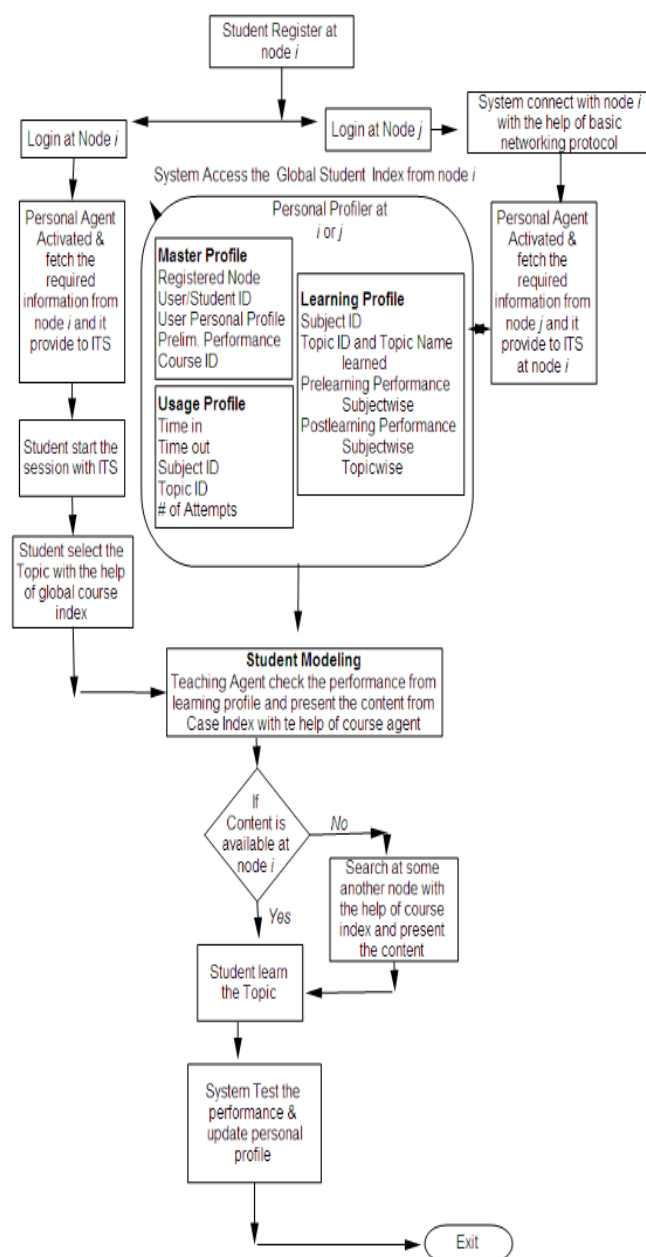 Student Register at
node i
Login at Node i
Login at Node j
System connect with node i
with the help of basic
networking protocol
System Access the Global Student Index from node i
Personal Agent
Activated &
fetch the
required
information from
node i and it
provide to ITS
Personal Profiler at
i or j
Master Profile
Registered Node
User/Student ID
User Personal Profile
Prelim. Performance
Course ID
Usage Profile
Time in
Time out
Subject ID
Topic ID
# of Attempts
Learning Profile
Subject ID
Topic ID and Topic Name
learned
Prelearning Performance
Subjectwise
Postlearning Performance
Subjectwise
Topicwise
Personal Agent
Activated &
fetch the
required
information from
node j and it
provide to ITS
at node i
Student start the
session with ITS
Student select the
Topic with the help
of global course
index
Student Modeling
Teaching Agent check the performance from
learning profile and present the content from
Case Index with te help of course agent
If
Content is
available at
node i
No
Search at some
another node with
the help of course
index and present
the content
Yes
Student learn
the Topic
System Test the
performance &
update personal
profile
Exit